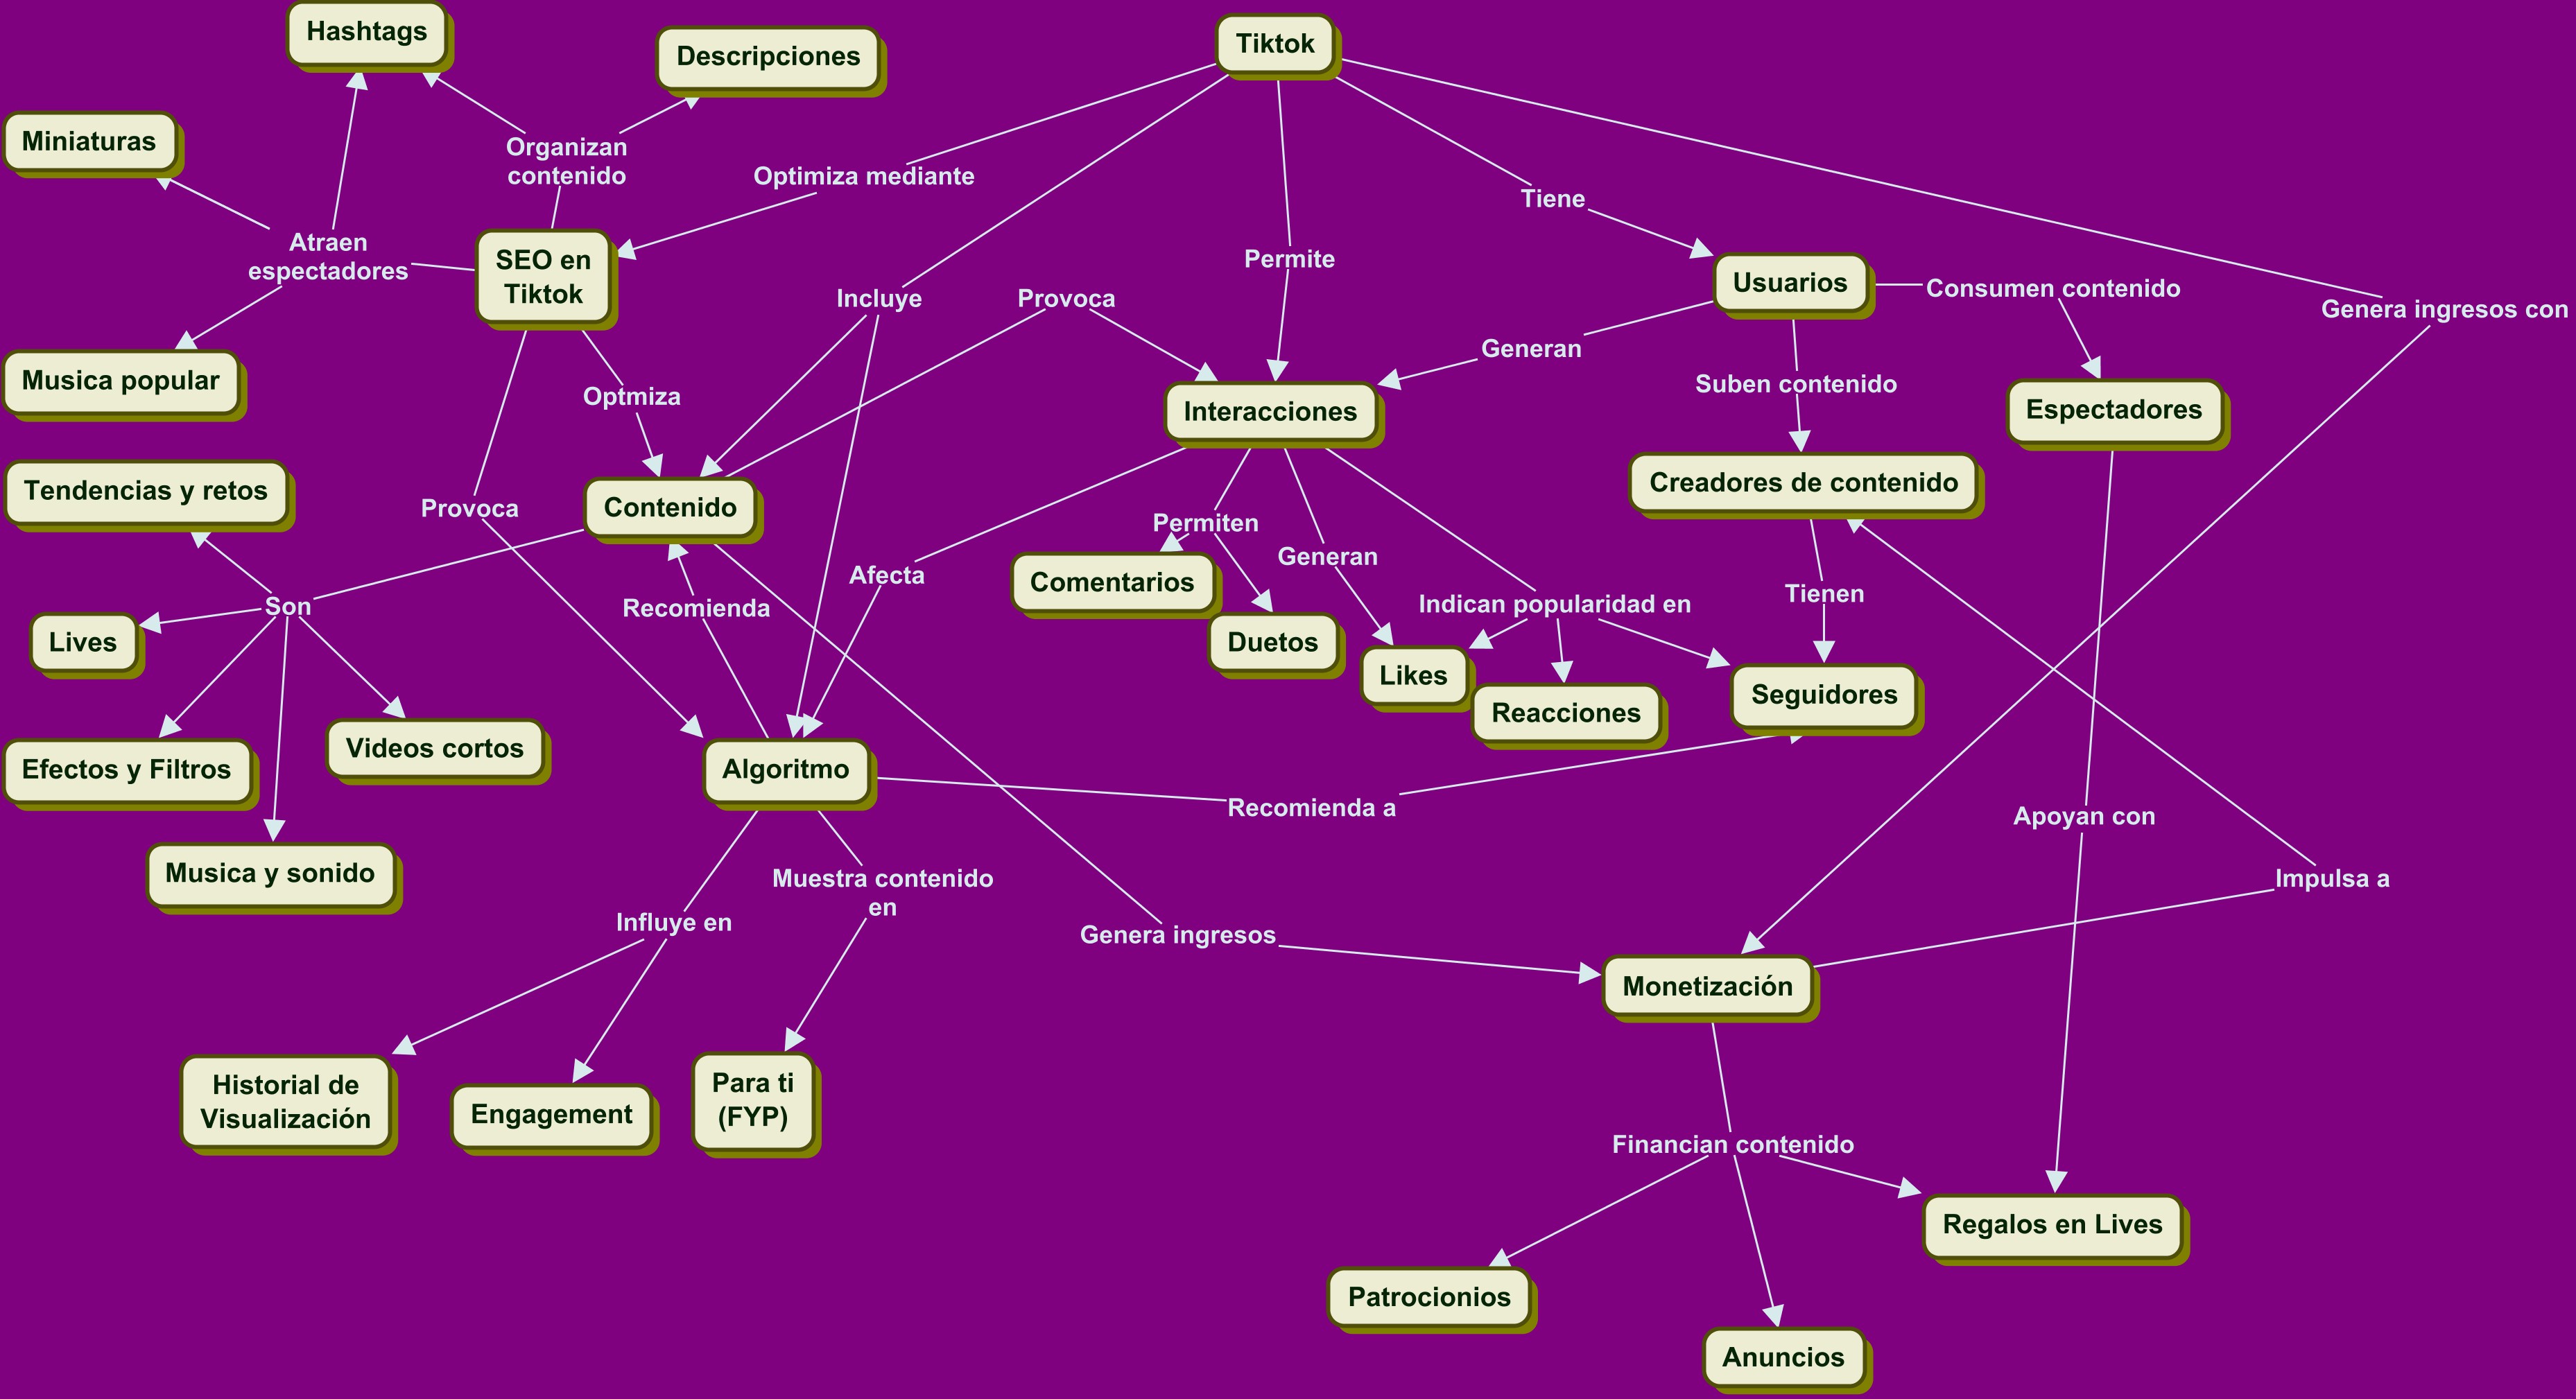 Hashtags
Tiktok
Descripciones
Miniaturas
Organizan
contenido
Optimiza mediante
Tiene
Atraen
espectadores
SEO en
Tiktok
Permite
Usuarios
Consumen contenido
Incluye
Provoca
Genera ingresos con
Generan
Musica popular
Optmiza
Suben contenido
Interacciones
Espectadores
Tendencias y retos
Provoca
Contenido
Creadores de contenido
Permiten
Generan
Afecta
Comentarios
Tienen
Son
Recomienda
Indican popularidad en
Lives
Duetos
Likes
Seguidores
Reacciones
Videos cortos
Efectos y Filtros
Algoritmo
Recomienda a
Apoyan con
Musica y sonido
Muestra contenido
en
Impulsa a
Influye en
Genera ingresos
Monetización
Historial de
Visualización
Engagement
Para ti
(FYP)
Financian contenido
Regalos en Lives
Patrocionios
Anuncios